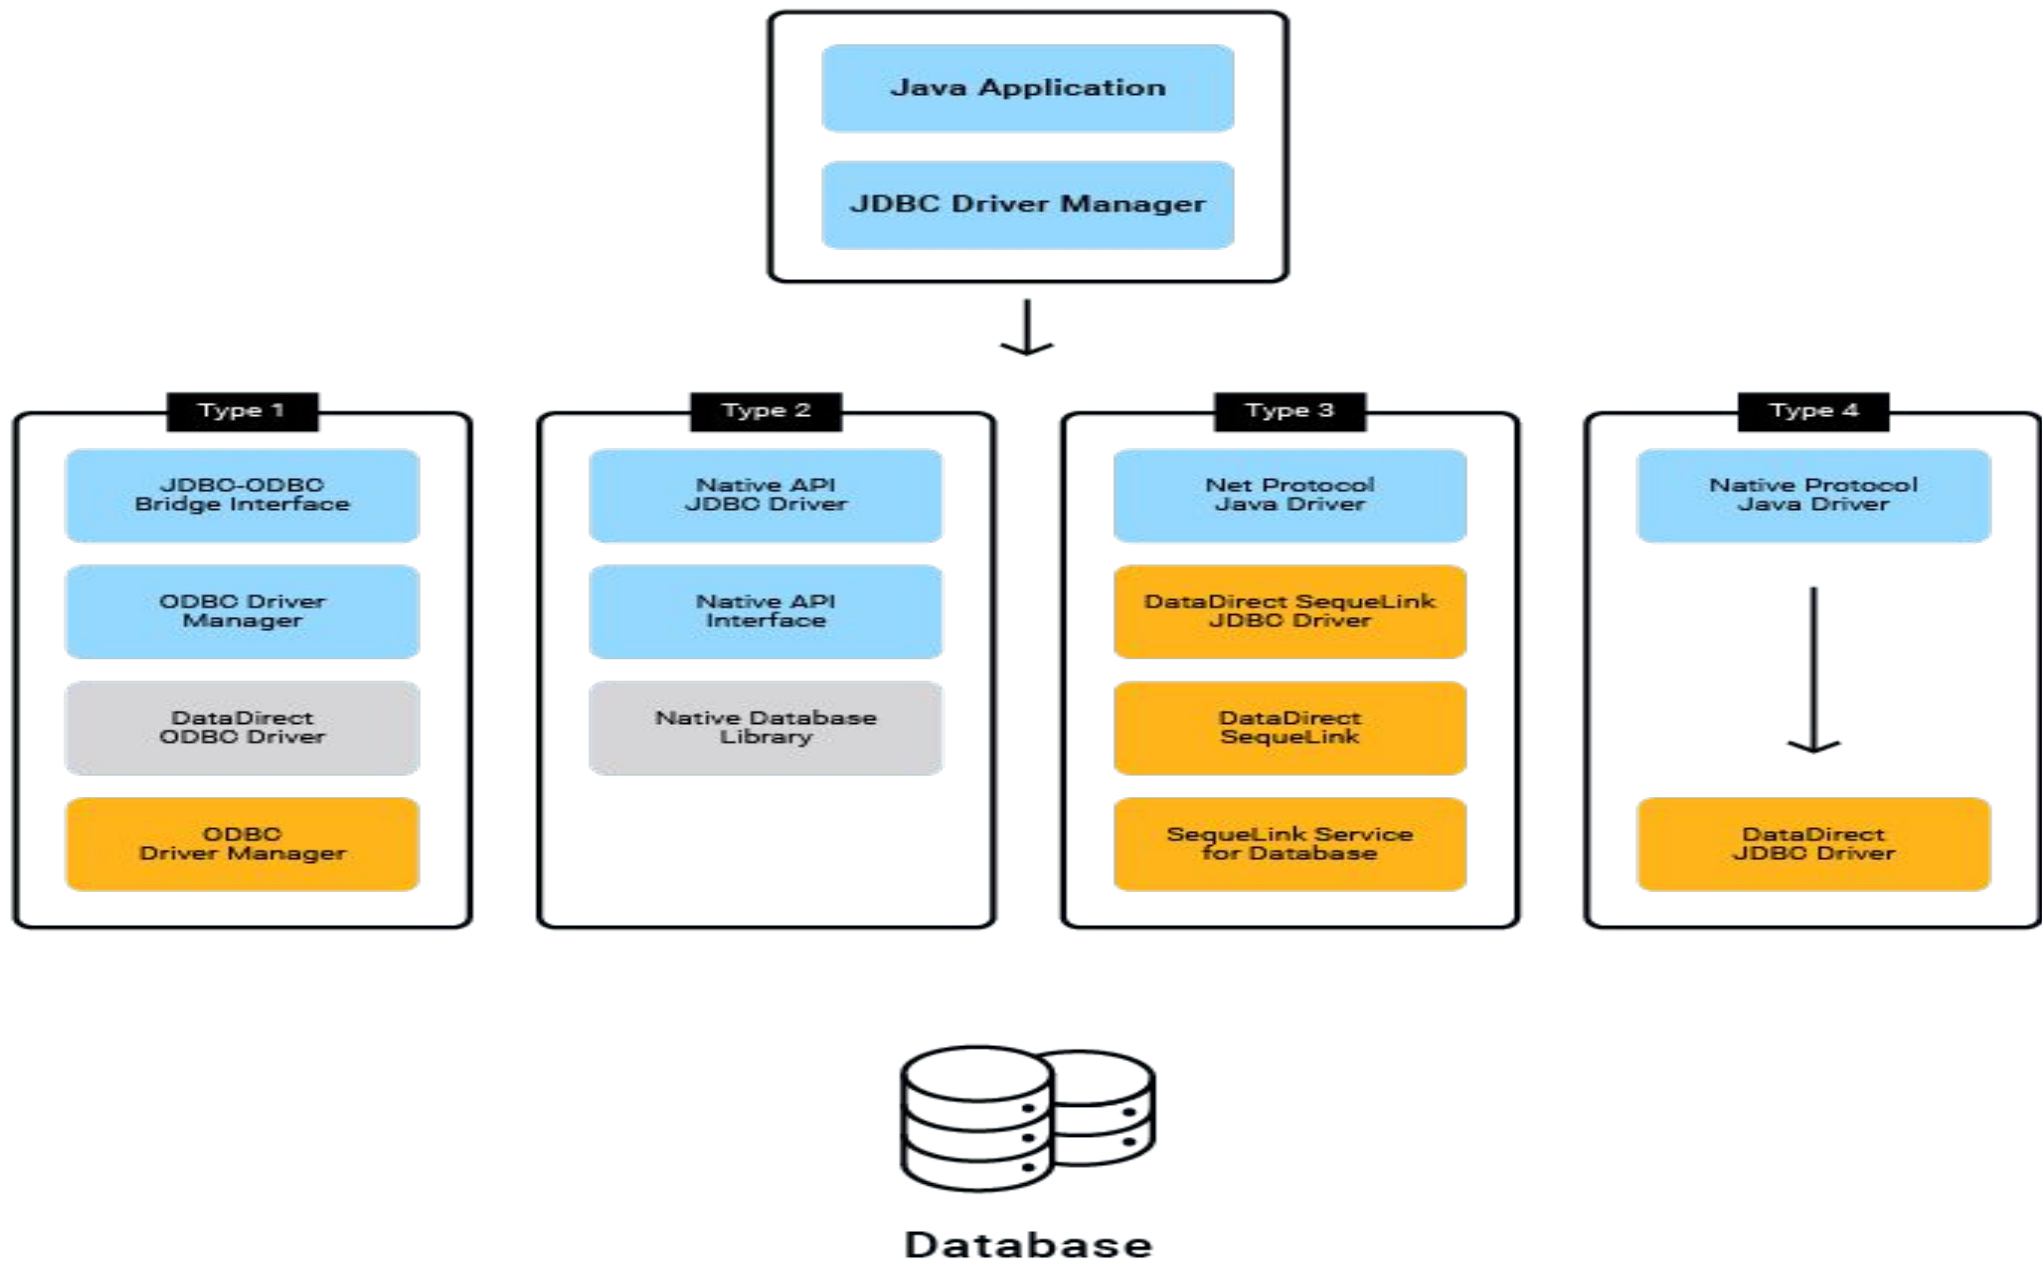 Java Application
JDBC Driver Manager
Type 1
JDBC-ODBC
Bridge Interface
ODBC Driver
Manager
DataDirect
ODBC Driver
ODBC
Driver Manager
Type 2
Native API
JDBC Driver
Native API
Interface
Native Database
Library
Type 3
Net Protocol
Java Driver
DataDirect SequeLink
JDBC Driver
DataDirect
SequeLink
SequeLink Service
for Database
Type 4
Native Protocol
Java Driver
DataDirect
JDBC Driver
Database